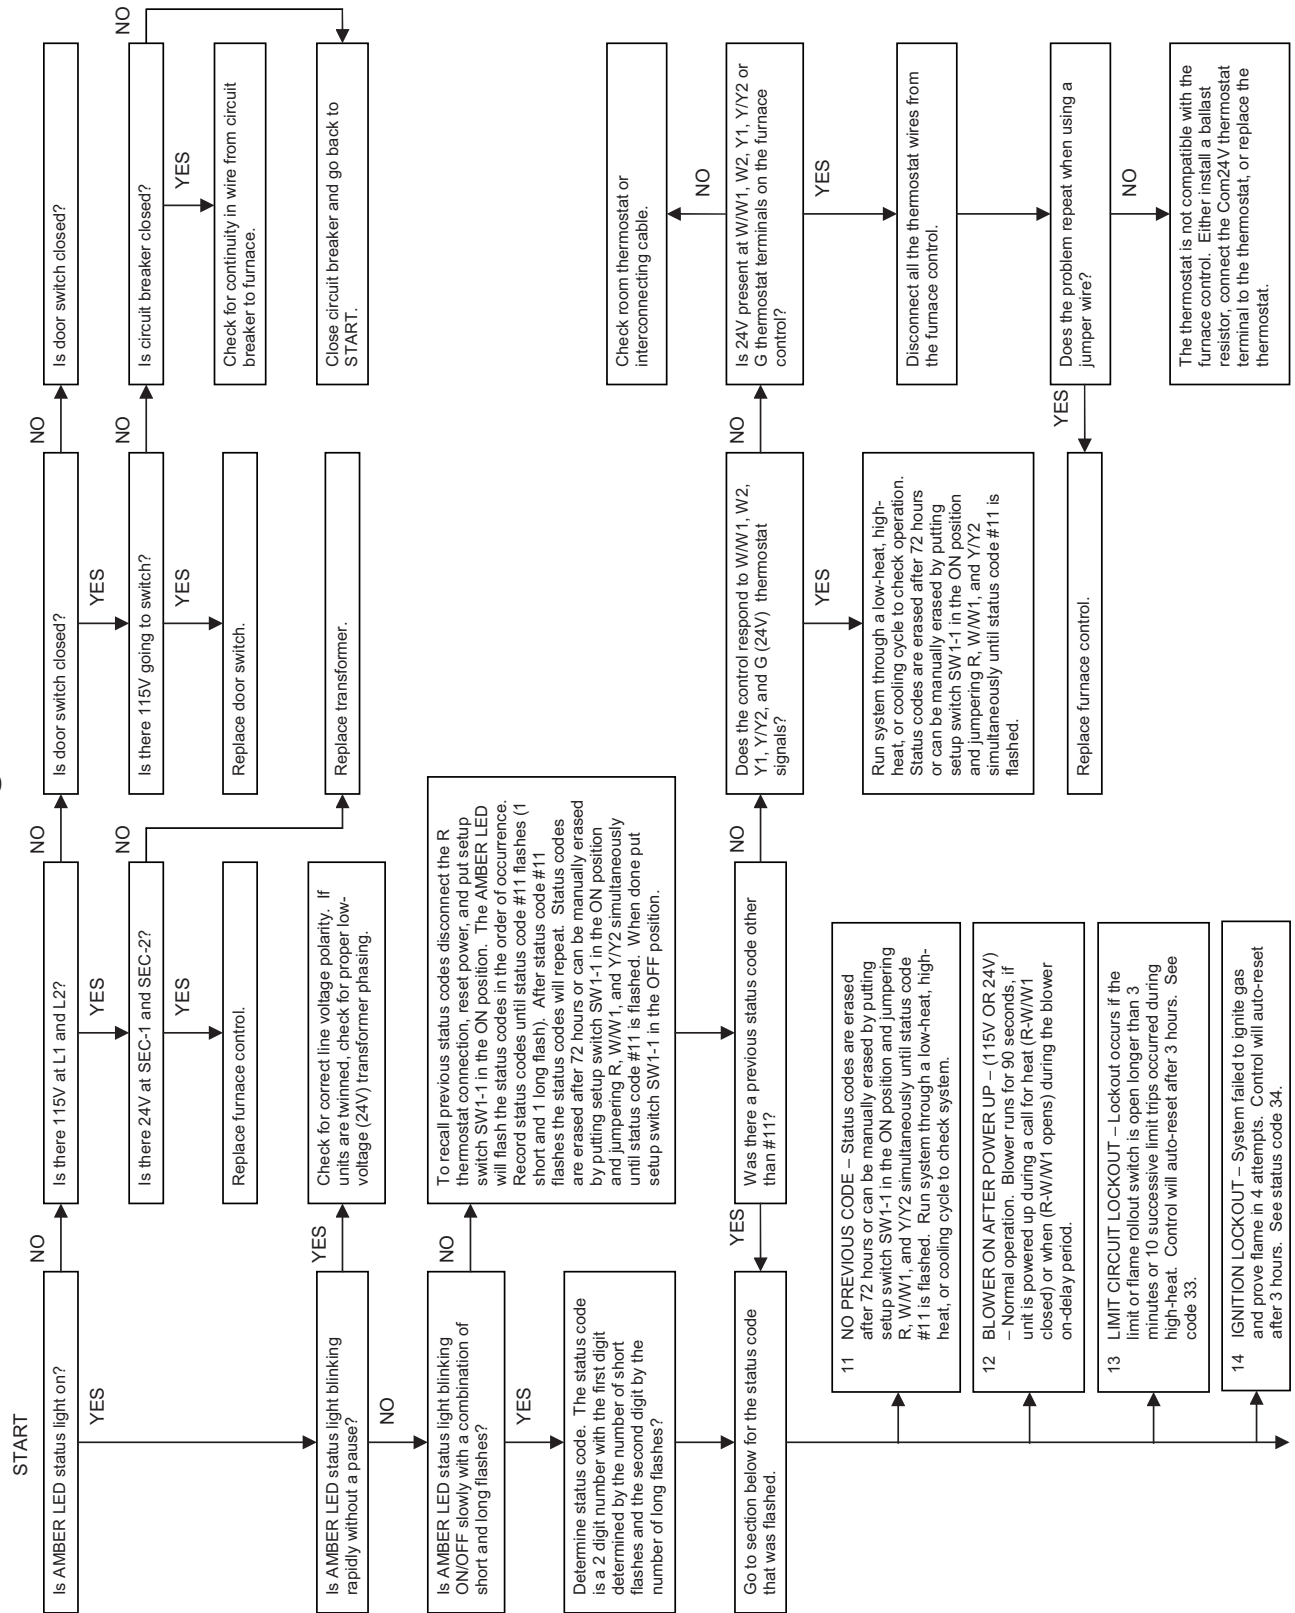 START
Is AMBER LED status light on?
NO
YES
Is there 115V at L1 and L2?
NO
YES
Is door switch closed?
NO
YES
Is door switch closed?
Is there 24V at SEC-1 and SEC-2?
NO
YES
Is there 115V going to switch?
NO
YES
Is circuit breaker closed?
NO
YES
Replace furnace control.
Replace door switch.
Check for continuity in wire from circuit
breaker to furnace.
Is AMBER LED status light blinking
rapidly without a pause?
YES
NO
Check for correct line voltage polarity. If
units are twinned, check for proper low-
voltage (24V) transformer phasing.
Replace transformer.
Close circuit breaker and go back to
START.
Is AMBER LED status light blinking
ON/OFF slowly with a combination of
short and long flashes?
NO
YES
To recall previous status codes disconnect the R
thermostat connection, reset power, and put setup
switch SW1-1 in the ON position. The AMBER LED
will flash the status codes in the order of occurrence.
Record status codes until status code #11 flashes (1
short and 1 long flash). After status code #11
flashes the status codes will repeat. Status codes
are erased after 72 hours or can be manually erased
by putting setup switch SW1-1 in the ON position
and jumpering R, W/W1, and Y/Y2 simultaneously
until status code #11 is flashed. When done put
setup switch SW1-1 in the OFF position.
Determine status code. The status code
is a 2 digit number with the first digit
determined by the number of short
flashes and the second digit by the
number of long flashes?
Go to section below for the status code
that was flashed.
YES
Was there a previous status code other
than #11?
NO
Does the control respond to W/W1, W2,
Y1, Y/Y2, and G (24V) thermostat
signals?
NO
YES
Check room thermostat or
interconnecting cable.
NO
Is 24V present at W/W1, W2, Y1, Y/Y2 or
G thermostat terminals on the furnace
control?
YES
Run system through a low-heat, high-
heat, or cooling cycle to check operation.
Status codes are erased after 72 hours
or can be manually erased by putting
setup switch SW1-1 in the ON position
and jumpering R, W/W1, and Y/Y2
simultaneously until status code #11 is
flashed.
Disconnect all the thermostat wires from
the furnace control.
Replace furnace control.
YES
Does the problem repeat when using a
jumper wire?
NO
The thermostat is not compatible with the
furnace control. Either install a ballast
resistor, connect the Com24V thermostat
terminal to the thermostat, or replace the
thermostat.
11 NO PREVIOUS CODE – Status codes are erased
after 72 hours or can be manually erased by putting
setup switch SW1-1 in the ON position and jumpering
R, W/W1, and Y/Y2 simultaneously until status code
#11 is flashed. Run system through a low-heat, high-
heat, or cooling cycle to check system.
12 BLOWER ON AFTER POWER UP – (115V OR 24V)
– Normal operation. Blower runs for 90 seconds, if
unit is powered up during a call for heat (R-W/W1
closed) or when (R-W/W1 opens) during the blower
on-delay period.
13 LIMIT CIRCUIT LOCKOUT – Lockout occurs if the
limit or flame rollout switch is open longer than 3
minutes or 10 successive limit trips occurred during
high-heat. Control will auto-reset after 3 hours. See
code 33.
14 IGNITION LOCKOUT – System failed to ignite gas
and prove flame in 4 attempts. Control will auto-reset
after 3 hours. See status code 34.